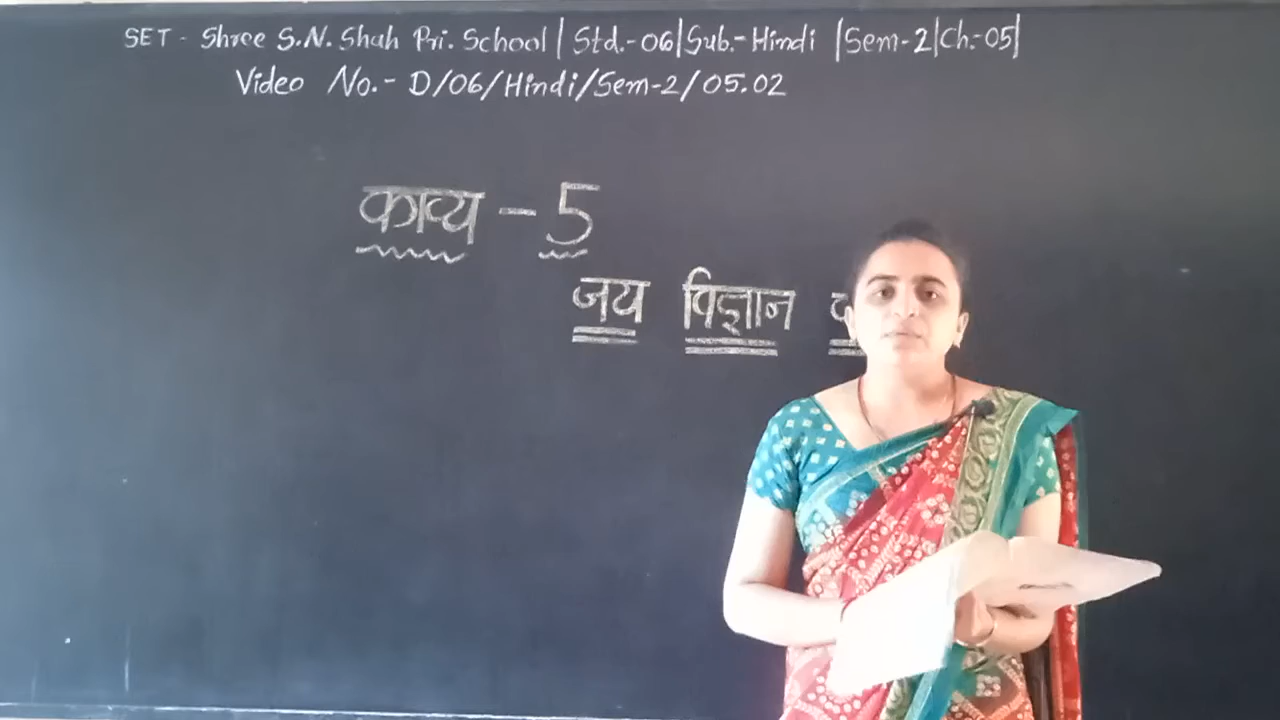 SET - Shree S.N. Shah Pri. School | Std.-06 | Sub.- Hindi | Sem-2 | Ch.-05 |
Video No.- D/06/Hindi/Sem-2/05.02
काव्य - 5
जय विज्ञान